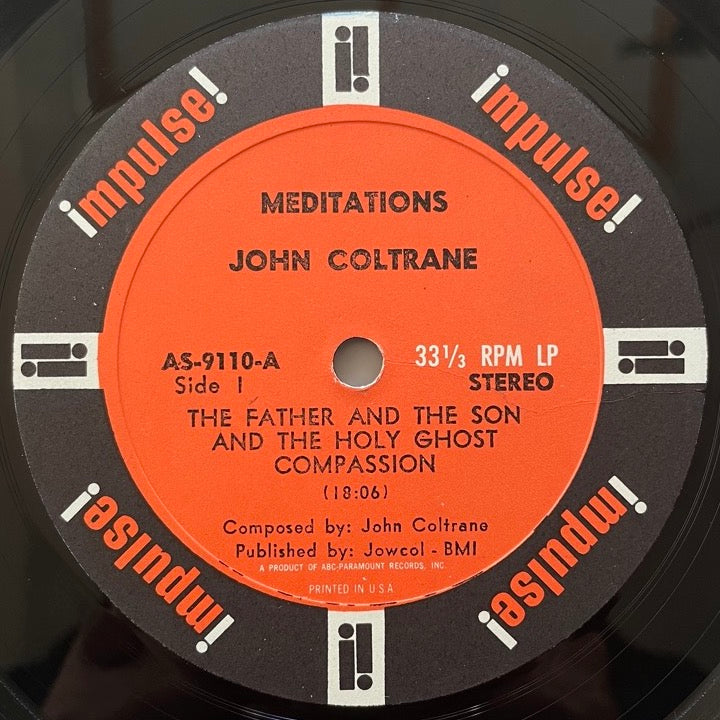 impulse!
impulse!
MEDITATIONS
JOHN COLTRANE
AS-9110-A
33 1/3 RPM LP
Side 1
STEREO
THE FATHER AND THE SON
AND THE HOLY GHOST
COMPASSION
(18:06)
Composed by: John Coltrane
Published by: Jowcol - BMI
A PRODUCT OF ABC-PARAMOUNT RECORDS, INC.
PRINTED IN U.S.A
impulse!
impulse!